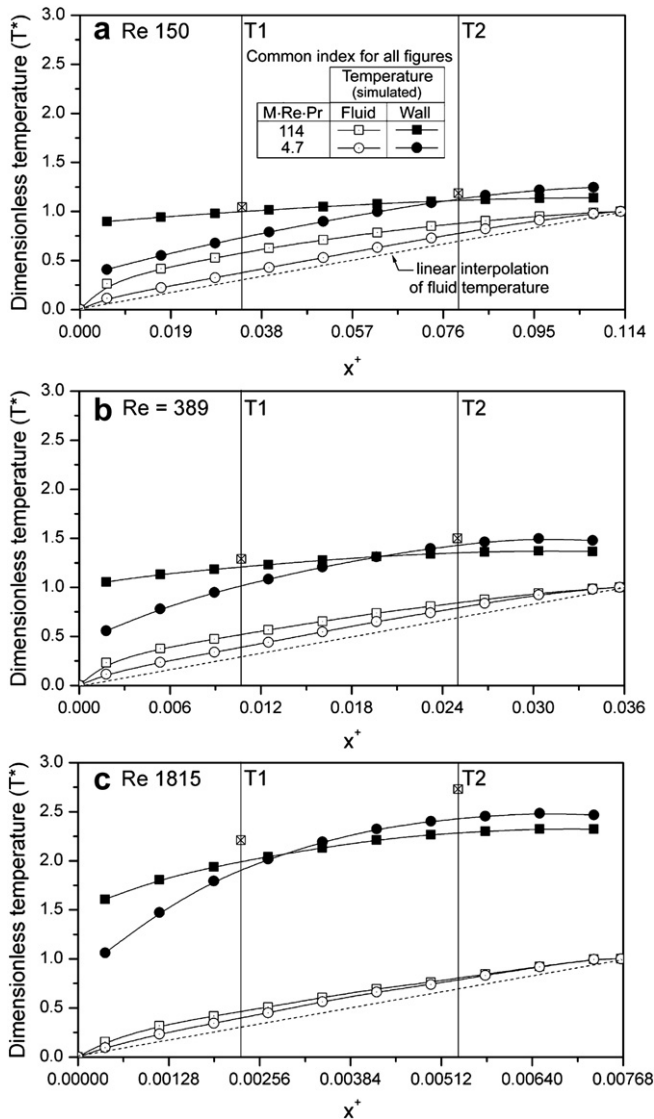 a Re 150 T1 T2
Common index for all figures
Temperature
(simulated)
M·Re·Pr Fluid Wall
114
4.7
linear interpolation
of fluid temperature
Dimensionless temperature (T*)
3.0
2.5
2.0
1.5
1.0
0.5
0.0
0.000 0.019 0.038 0.057 0.076 0.095 0.114
x+
b Re = 389 T1 T2
Dimensionless temperature (T*)
3.0
2.5
2.0
1.5
1.0
0.5
0.0
0.000 0.006 0.012 0.018 0.024 0.030 0.036
x+
c Re 1815 T1 T2
Dimensionless temperature (T*)
3.0
2.5
2.0
1.5
1.0
0.5
0.0
0.00000 0.00128 0.00256 0.00384 0.00512 0.00640 0.00768
x+